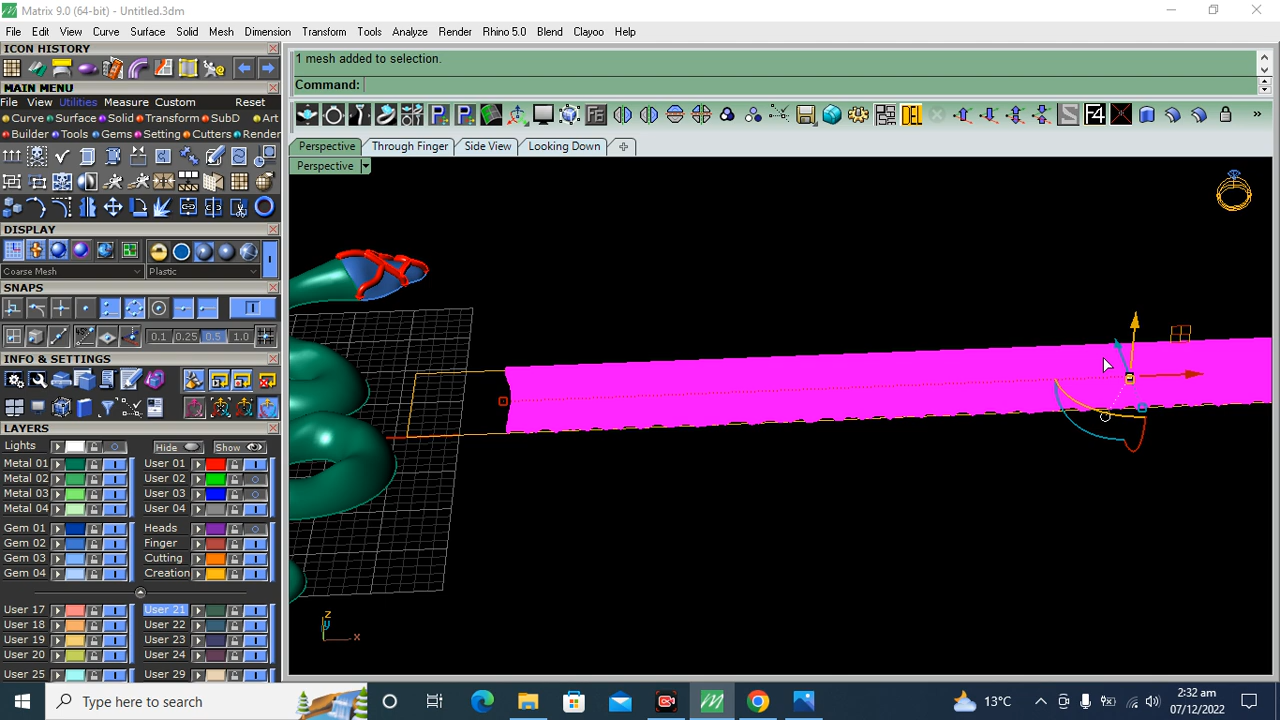 Matrix 9.0 (64-bit) - Untitled.3dm
File Edit View Curve Surface Solid Mesh Dimension Transform Tools Analyze Render Rhino 5.0 Blend Clayoo Help
ICON HISTORY
1 mesh added to selection.
Command:
MAIN MENU
File View Utilities Measure Custom Reset
Curve Surface Solid Transform SubD Art
Builder Tools Gems Setting Cutters Render
Perspective Through Finger Side View Looking Down
Perspective
DISPLAY
Coarse Mesh Plastic
SNAPS
0.1 0.25 0.5 1.0
INFO & SETTINGS
LAYERS
Lights Hide Show
Metal 01 User 01
Metal 02 User 02
Metal 03 User 03
Metal 04 User 04
Gem 01 Heads
Gem 02 Finger
Gem 03 Cutting
Gem 04 Creation
User 17 User 21
User 18 User 22
User 19 User 23
User 20 User 24
User 25 User 29
z
y
x
Type here to search
13°C
2:32 am
07/12/2022